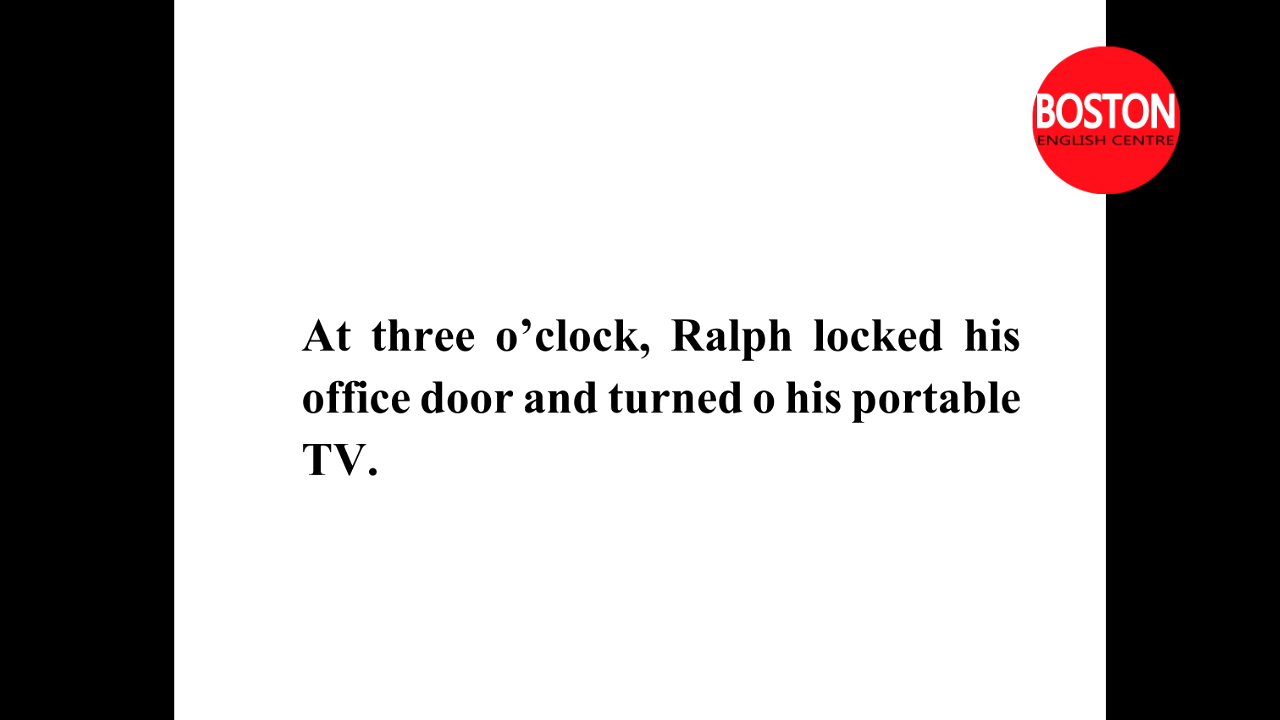 BOSTON
ENGLISH CENTRE
At three o’clock, Ralph locked his
office door and turned o his portable
TV.